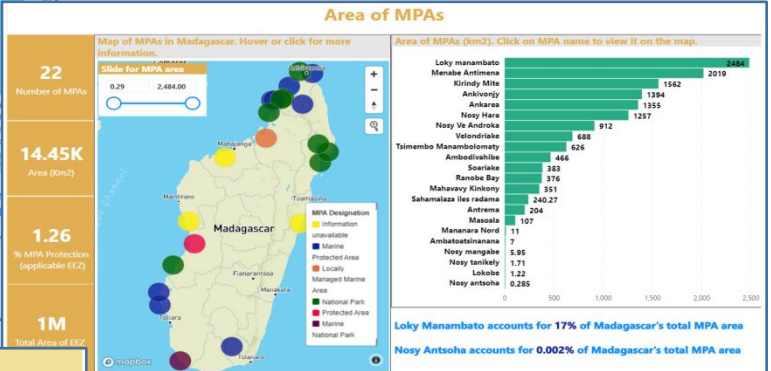 Area of MPAs
22
Number of MPAs
14.45K
Area (Km2)
1.26
% MPA Protection
(applicable EEZ)
1M
Total Area of EEZ
Map of MPAs in Madagascar. Hover or click for more
information.
Slide for MPA area
0.29 2,484.00
Mahajanga
Maintirano
Toamasina
Madagascar
Fianarantsoa
Manakara
Toliara
Tolanaro
mapbox
MPA Designation
Information
unavailable
Marine
Protected Area
Locally
Managed Marine
Area
National Park
Protected Area
Marine
National Park
Area of MPAs (km2). Click on MPA name to view it on the map.
Loky manambato 2484
Menabe Antimena 2019
Kirindy Mite 1562
Ankivonjy 1394
Ankarea 1355
Nosy Hara 1257
Nosy Ve Androka 912
Velondriake 688
Tsimembo Manambolomaty 626
Ambodivahibe 466
Soariake 383
Ranobe Bay 376
Mahavavy Kinkony 351
Sahamalaza iles radama 240.27
Antrema 204
Masoala 107
Mananara Nord 11
Ambatoatsinanana 7
Nosy mangabe 5.95
Nosy tanikely 1.71
Lokobe 1.22
Nosy antsoha 0.285
0 500 1,000 1,500 2,000 2,500
Loky Manambato accounts for 17% of Madagascar's total MPA area
Nosy Antsoha accounts for 0.002% of Madagascar's total MPA area